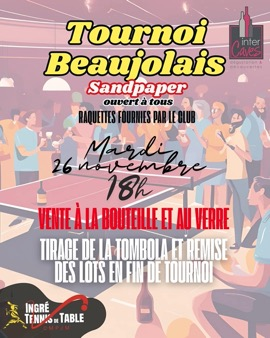 Tournoi
Beaujolais
Sandpaper
ouvert à tous
RAQUETTES FOURNIES PAR LE CLUB
inter
Caves
Mardi
26 novembre
18h
VENTE À LA BOUTEILLE ET AU VERRE
TIRAGE DE LA TOMBOLA ET REMISE
DES LOTS EN FIN DE TOURNOI
INGRÉ
TENNIS DE TABLE